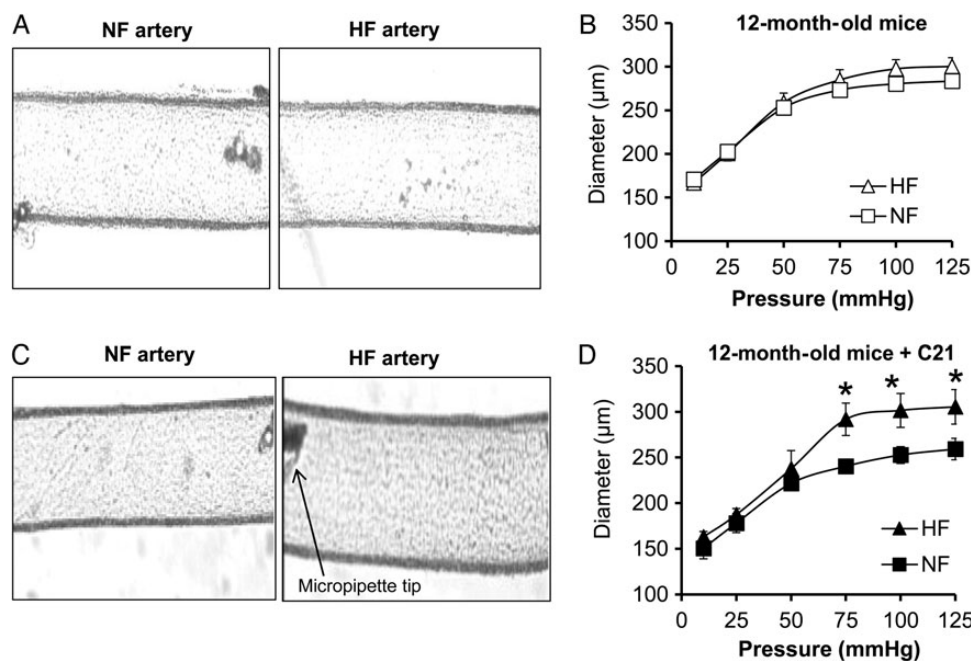 A
NF artery
HF artery
B
12-month-old mice
Diameter (µm)
350
300
250
200
150
100
HF
NF
0 25 50 75 100 125
Pressure (mmHg)
C
NF artery
HF artery
Micropipette tip
D
12-month-old mice + C21
Diameter (µm)
350
300
250
200
150
100
* * *
HF
NF
0 25 50 75 100 125
Pressure (mmHg)